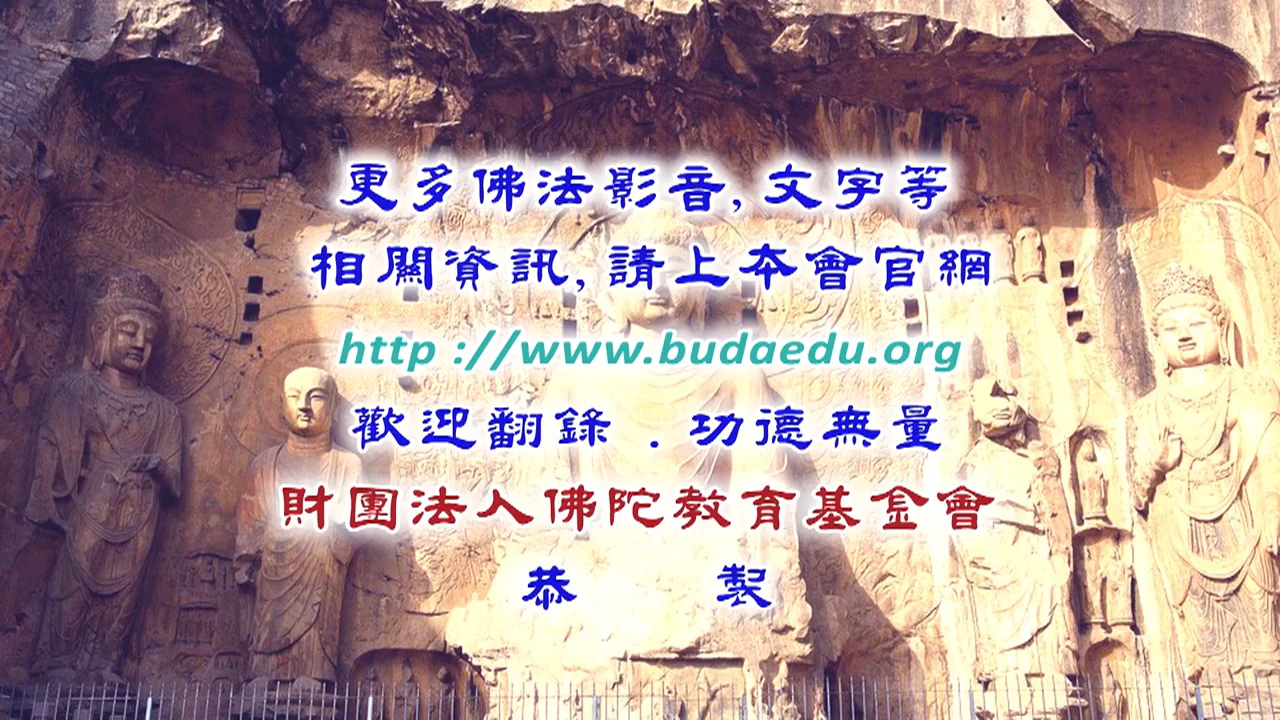 更多佛法影音,文字等
相關資訊,請上本會官網
http ://www.budaedu.org
歡迎翻錄 . 功德無量
財團法人佛陀教育基金會
恭 製